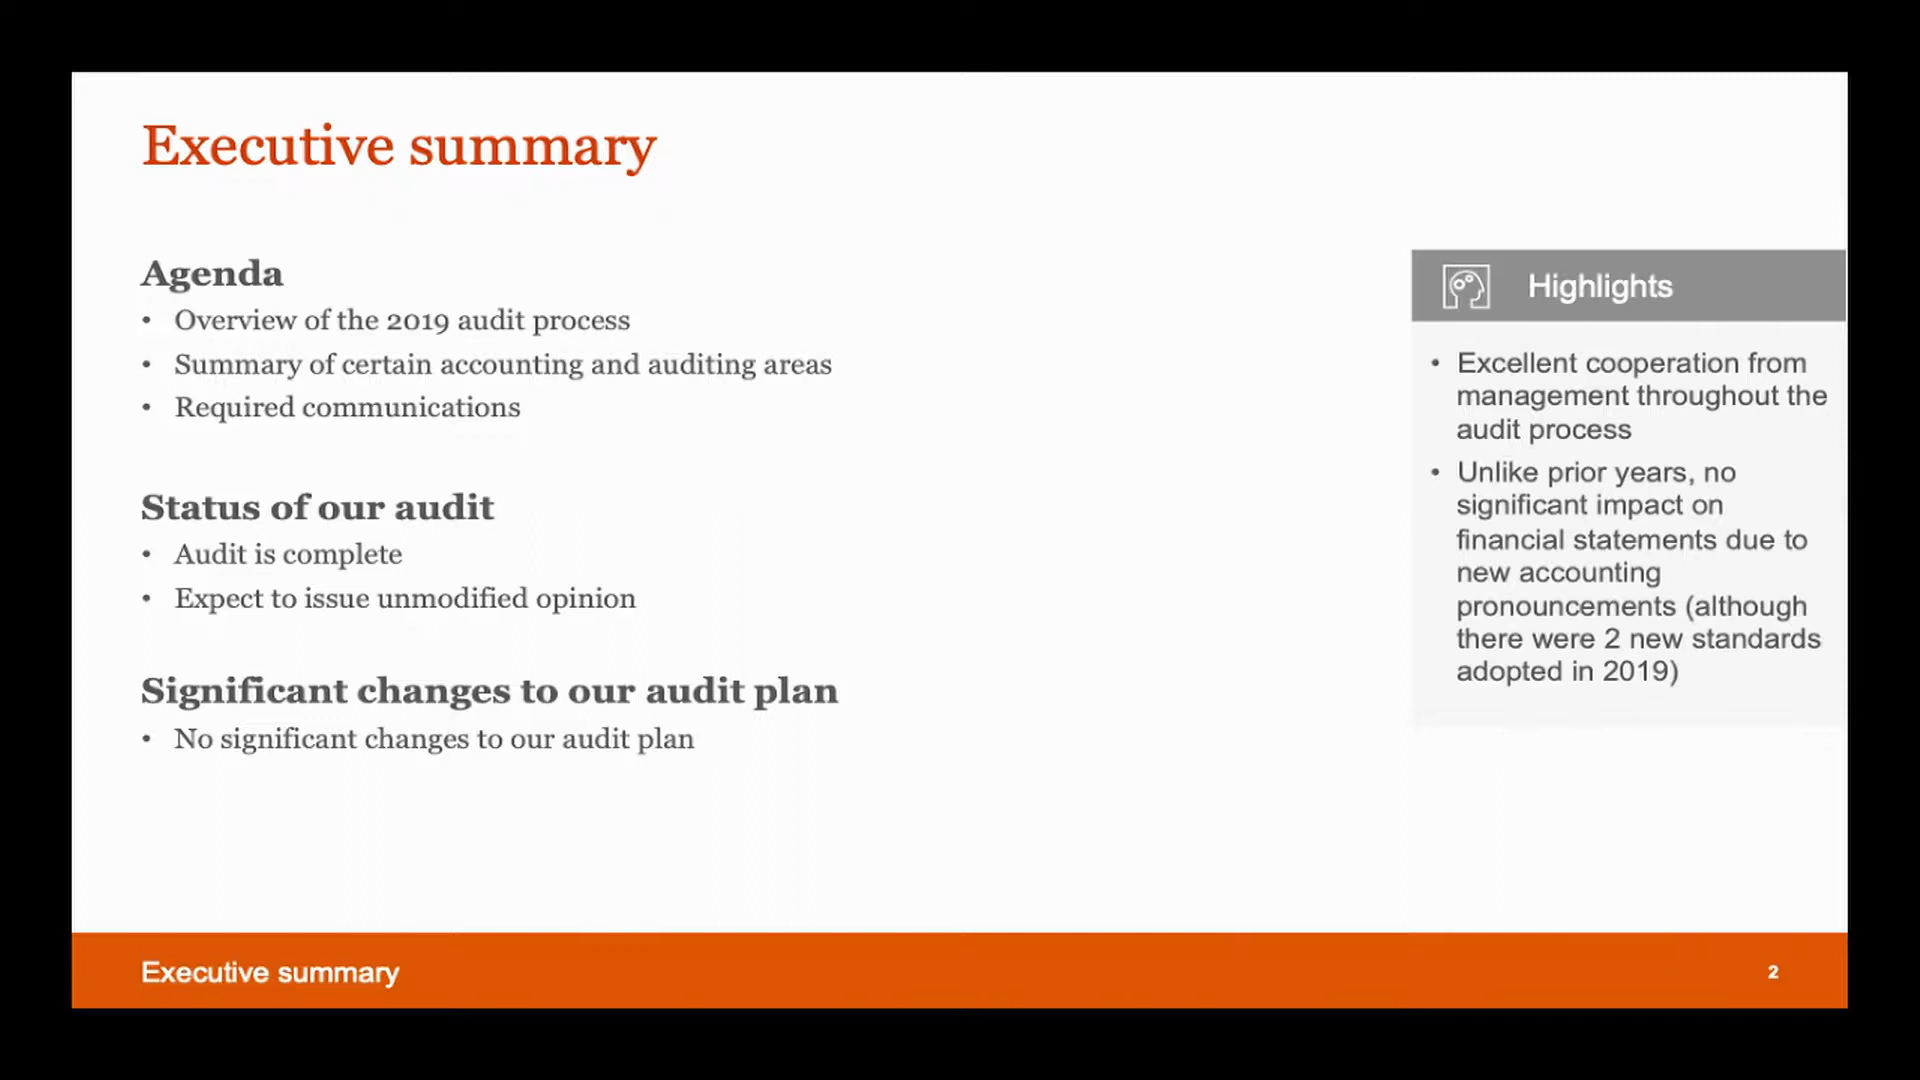 Executive summary
Agenda
• Overview of the 2019 audit process
• Summary of certain accounting and auditing areas
• Required communications
Status of our audit
• Audit is complete
• Expect to issue unmodified opinion
Significant changes to our audit plan
• No significant changes to our audit plan
Highlights
• Excellent cooperation from
management throughout the
audit process
• Unlike prior years, no
significant impact on
financial statements due to
new accounting
pronouncements (although
there were 2 new standards
adopted in 2019)
Executive summary
2